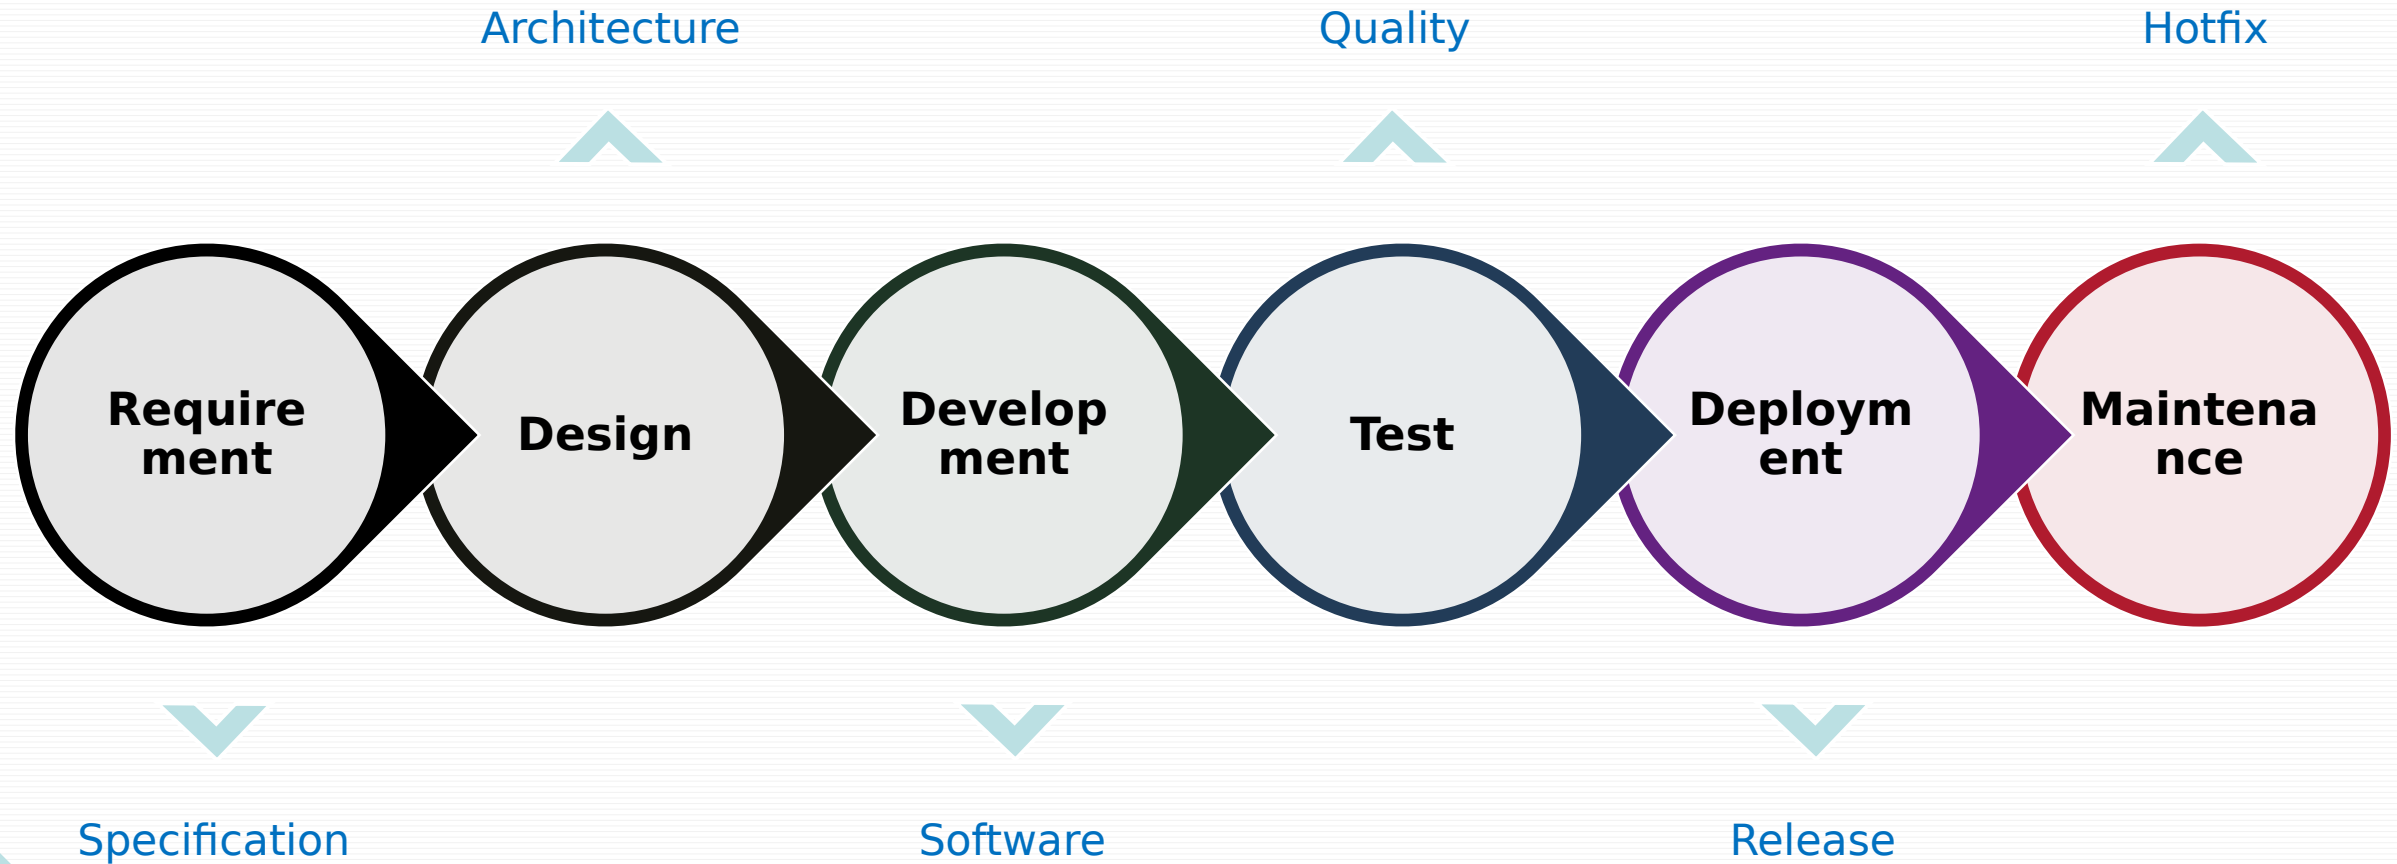 Architecture
Quality
Hotfix
Require
ment
Design
Develop
ment
Test
Deploym
ent
Maintena
nce
Specification
Software
Release